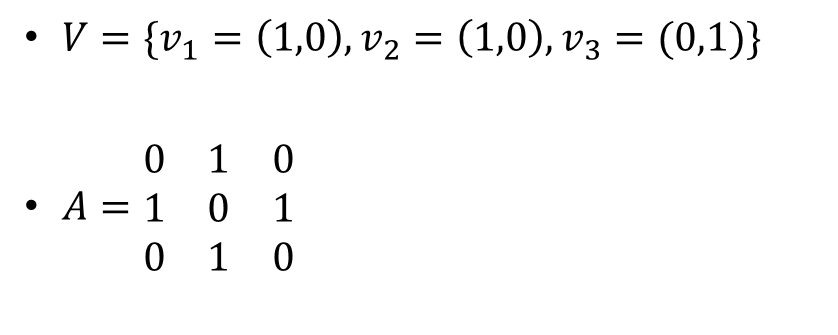 • V = {v₁ = (1,0), v₂ = (1,0), v₃ = (0,1)}
0 1 0
• A = 1 0 1
0 1 0